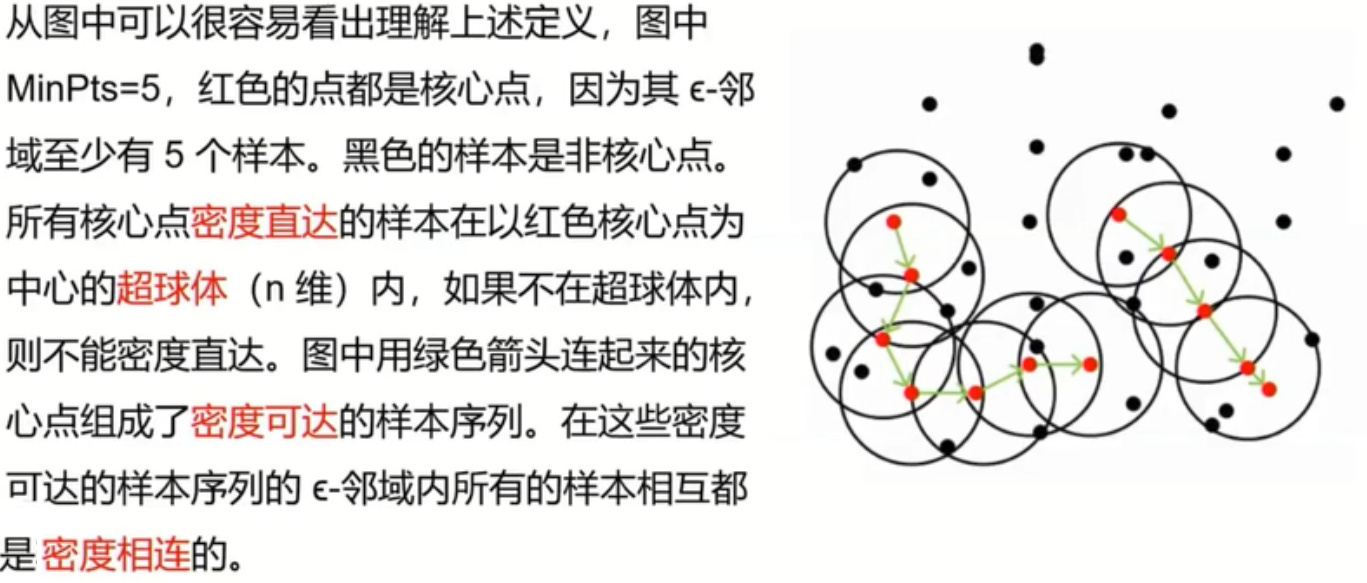 从图中可以很容易看出理解上述定义，图中
MinPts=5，红色的点都是核心点，因为其 ϵ-邻
域至少有 5 个样本。黑色的样本是非核心点。
所有核心点密度直达的样本在以红色核心点为
中心的超球体（n 维）内，如果不在超球体内，
则不能密度直达。图中用绿色箭头连起来的核
心点组成了密度可达的样本序列。在这些密度
可达的样本序列的 ϵ-邻域内所有的样本相互都
是密度相连的。